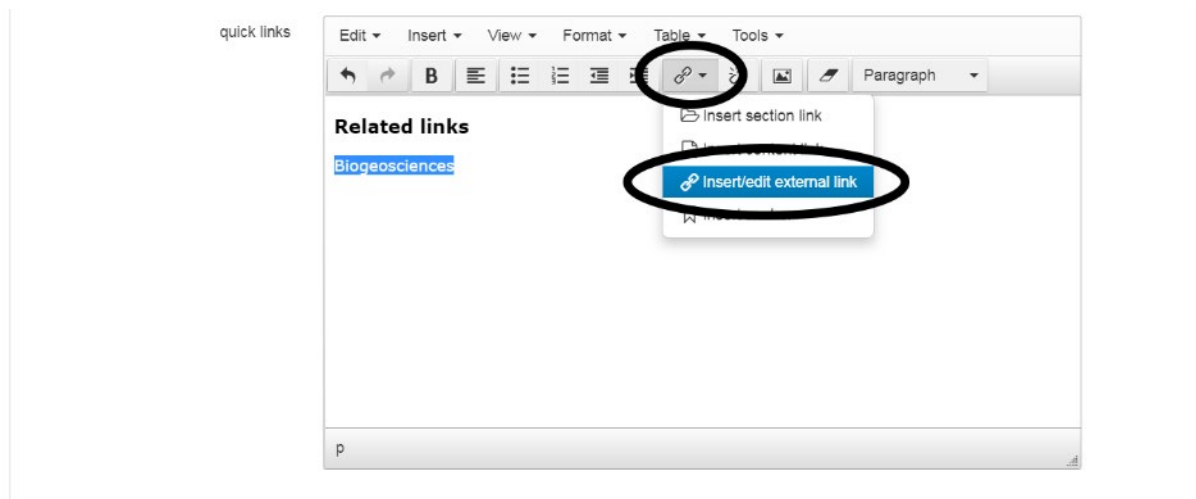 quick links
Edit Insert View Format Table Tools
B Paragraph
Related links
Insert section link
Biogeosciences
Insert/edit external link
p